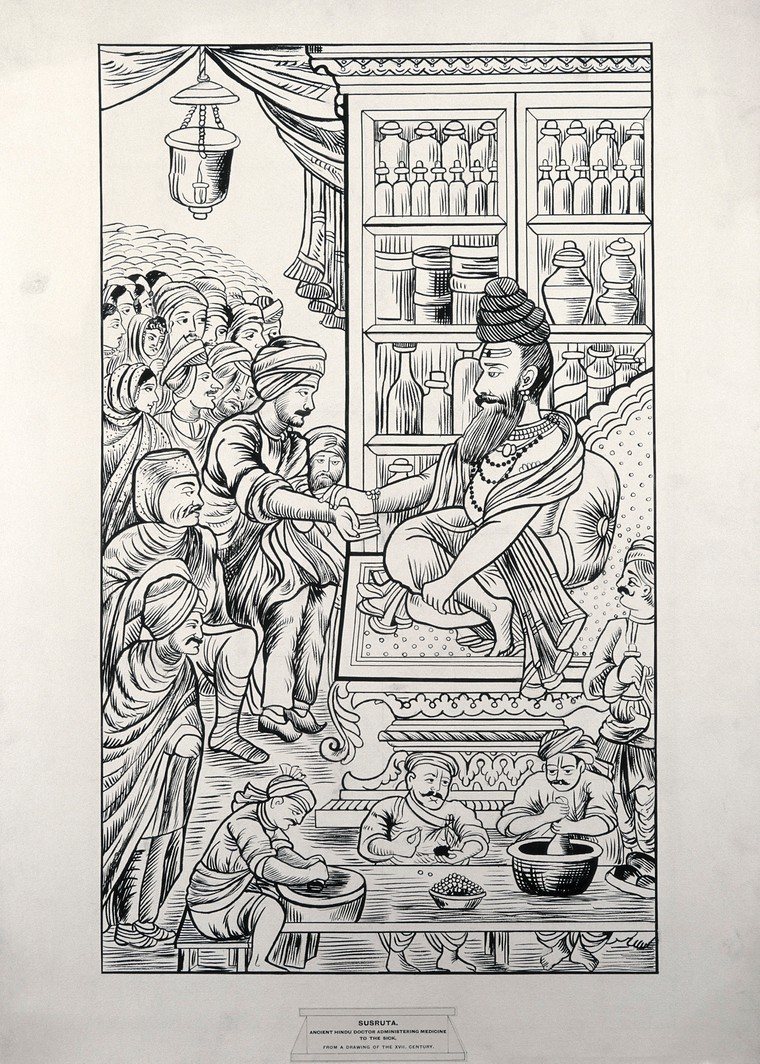 SUSRUTA.
ANCIENT HINDU DOCTOR ADMINISTERING MEDICINE
TO THE SICK.
FROM A DRAWING OF THE XVII. CENTURY.